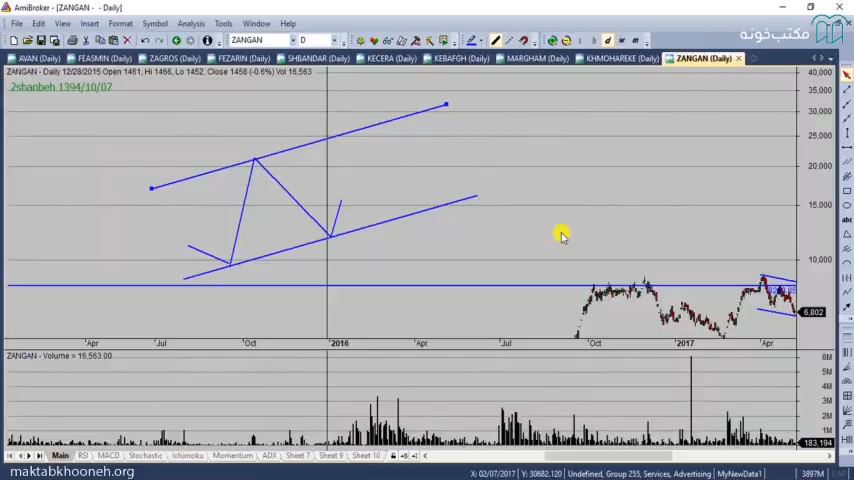 AmiBroker - [ZANGAN - Daily]
File Edit View Insert Format Symbol Analysis Tools Window Help
مکتب‌خونه
ZANGAN D
AVAN (Daily) FEASMIN (Daily) ZAGROS (Daily) FEZARIN (Daily) SHBANDAR (Daily) KECERA (Daily) KEBAFGH (Daily) MARGHAM (Daily) KHMOHAREKE (Daily) ZANGAN (Daily)
ZANGAN - Daily 12/28/2015 Open 1461, Hi 1466, Lo 1452, Close 1458 (-0.6%) Vol 16,563
2shanbeh 1394/10/07
40,000
35,000
30,000
25,000
20,000
15,000
10,000
6,802
Apr Jul Oct 2016 Apr Jul Oct 2017 Apr
ZANGAN - Volume = 16,563.00
6M
5M
4M
3M
2M
1M
183,194
Main RSI MACD Stochastic Ichimoku Momentum ADX Sheet 7 Sheet 9 Sheet 10
maktabkhooneh.org
X: 02/07/2017 Y: 30682.120 Undefined, Group 255, Services, Advertising MyNewData1 3897M CAP